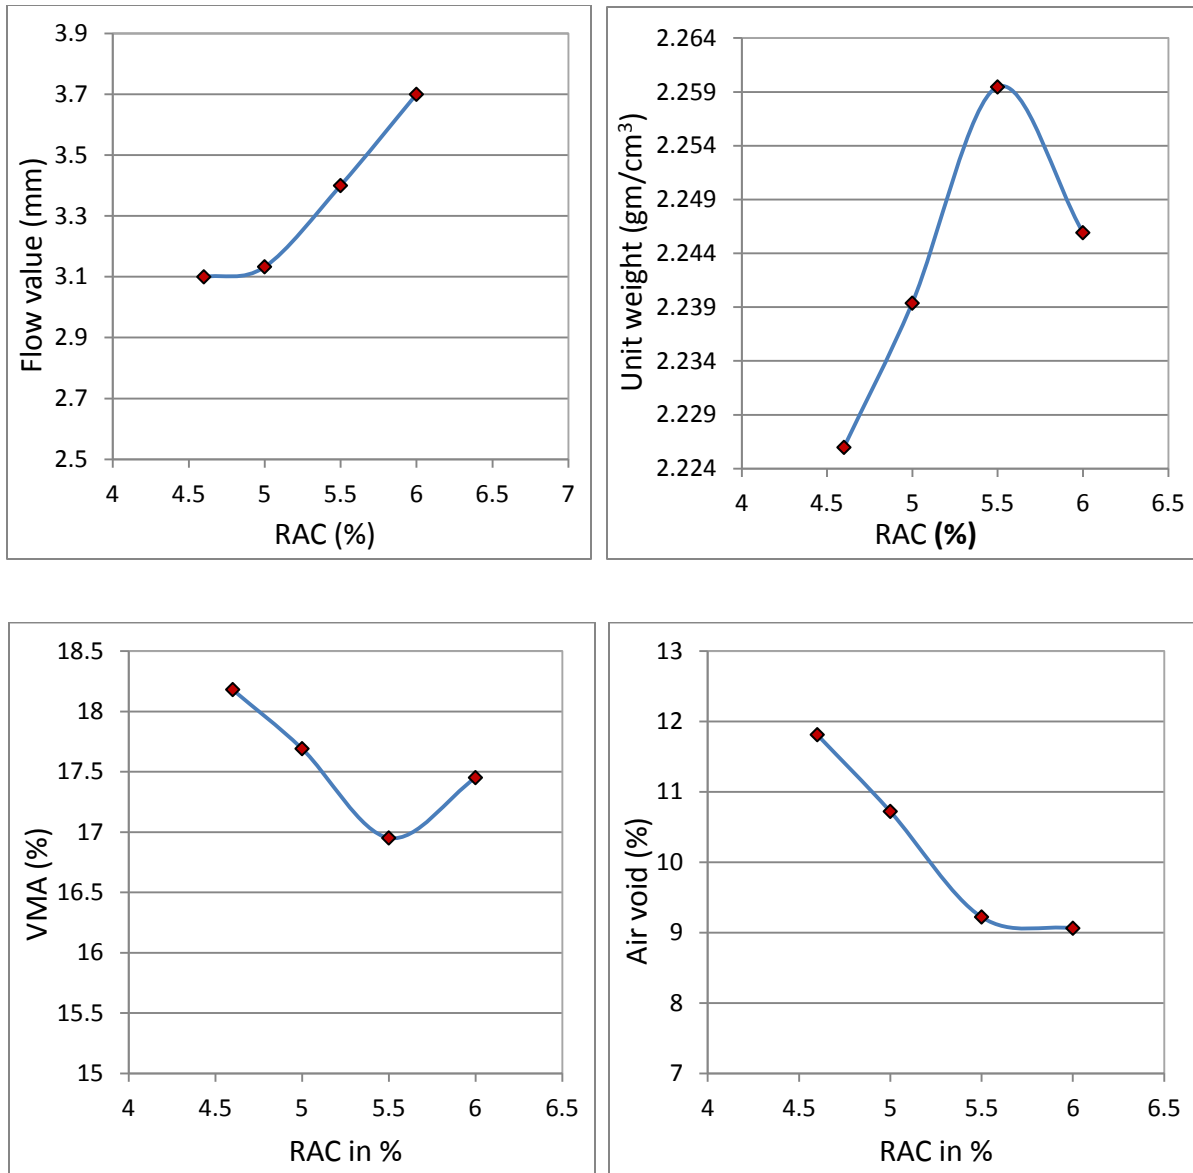 3.9
3.7
3.5
3.3
3.1
2.9
2.7
2.5
4 4.5 5 5.5 6 6.5 7
Flow value (mm)
RAC (%)
2.264
2.259
2.254
2.249
2.244
2.239
2.234
2.229
2.224
4 4.5 5 5.5 6 6.5
Unit weight (gm/cm³)
RAC (%)
18.5
18
17.5
17
16.5
16
15.5
15
4 4.5 5 5.5 6 6.5
VMA (%)
RAC in %
13
12
11
10
9
8
7
4 4.5 5 5.5 6 6.5
Air void (%)
RAC in %